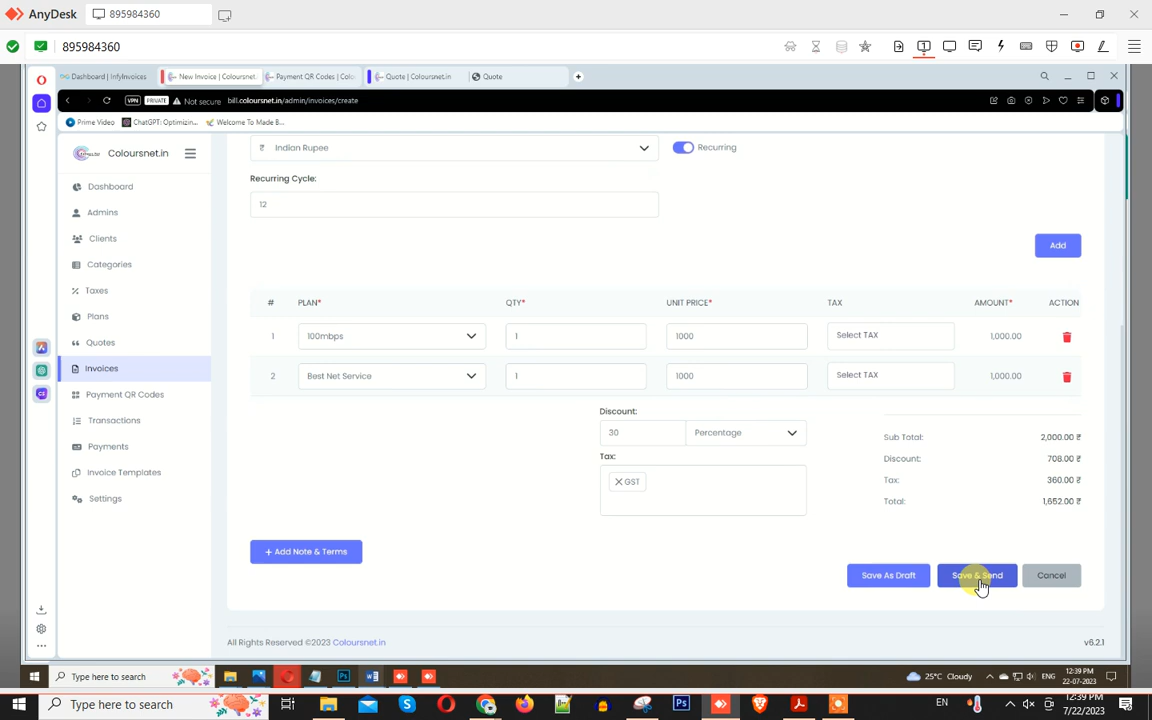 AnyDesk
895984360
895984360
Dashboard | InfyInvoices
New Invoice | Coloursnet
Payment QR Codes | Colo
Quote | Coloursnet.in
Quote
VPN
PRIVATE
Not secure
bill.coloursnet.in/admin/invoices/create
Prime Video
ChatGPT: Optimizin...
Welcome To Made B...
Coloursnet.in
Dashboard
Admins
Clients
Categories
Taxes
Plans
Quotes
Invoices
Payment QR Codes
Transactions
Payments
Invoice Templates
Settings
₹ Indian Rupee
Recurring
Recurring Cycle:
12
Add
# PLAN* QTY* UNIT PRICE* TAX AMOUNT* ACTION
1 100mbps 1 1000 Select TAX 1,000.00
2 Best Net Service 1 1000 Select TAX 1,000.00
Discount:
30 Percentage
Tax:
GST
Sub Total: 2,000.00 ₹
Discount: 708.00 ₹
Tax: 360.00 ₹
Total: 1,652.00 ₹
+ Add Note & Terms
Save As Draft
Save & Send
Cancel
All Rights Reserved ©2023 Coloursnet.in
v6.2.1
Type here to search
25°C Cloudy
ENG
12:39 PM
22-07-2023
Type here to search
EN
12:39 PM
7/22/2023